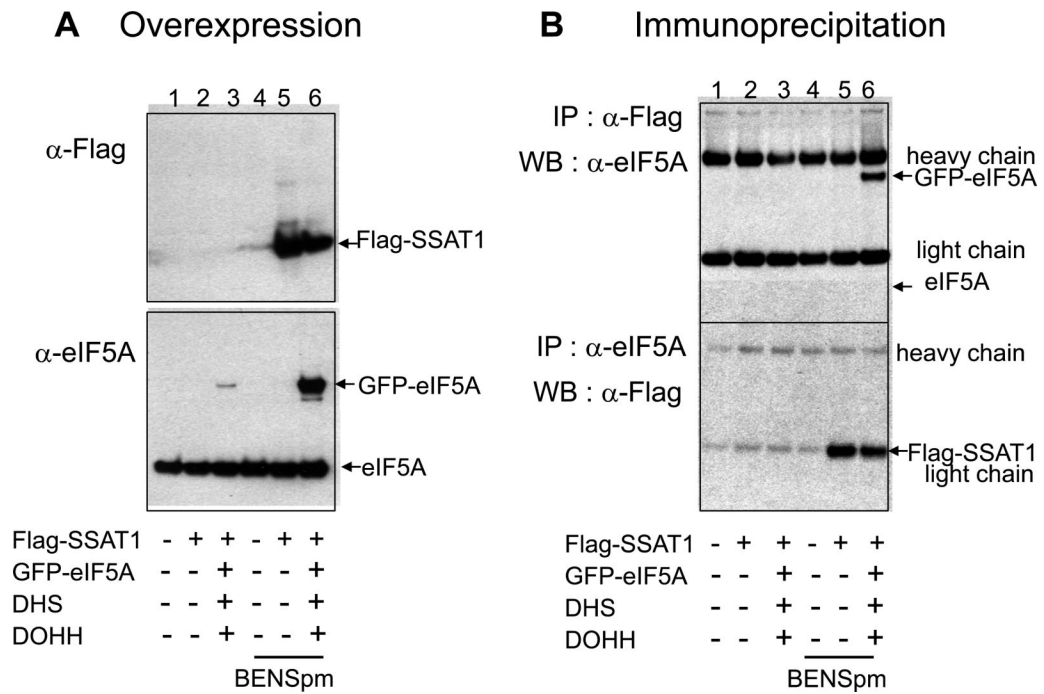 A Overexpression
1 2 3 4 5 6
α-Flag
Flag-SSAT1
α-eIF5A
GFP-eIF5A
eIF5A
Flag-SSAT1 - + + - - + +
GFP-eIF5A - - + - - +
DHS - - + - - +
DOHH - - + - - +
BENSpm
B Immunoprecipitation
1 2 3 4 5 6
IP : α-Flag
WB : α-eIF5A
heavy chain
GFP-eIF5A
light chain
eIF5A
IP : α-eIF5A
heavy chain
WB : α-Flag
Flag-SSAT1
light chain
Flag-SSAT1 - + + - + +
GFP-eIF5A - - + - - +
DHS - - + - - +
DOHH - - + - - +
BENSpm